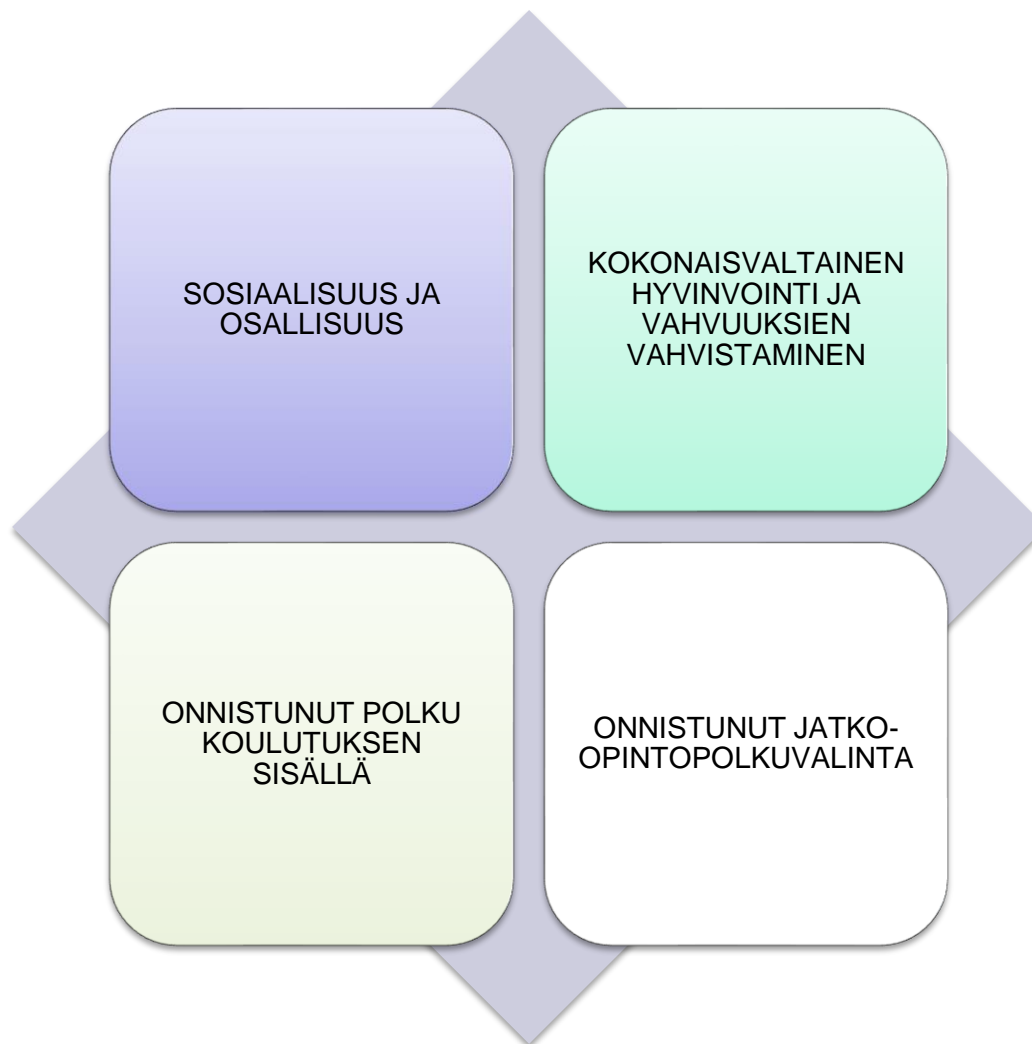 SOSIAALISUUS JA
OSALLISUUS
KOKONAISVALTAINEN
HYVINVOINTI JA
VAHVUUKSIEN
VAHVISTAMINEN
ONNISTUNUT POLKU
KOULUTUKSEN
SISÄLLÄ
ONNISTUNUT JATKO-
OPINTOPOLKUVALINTA